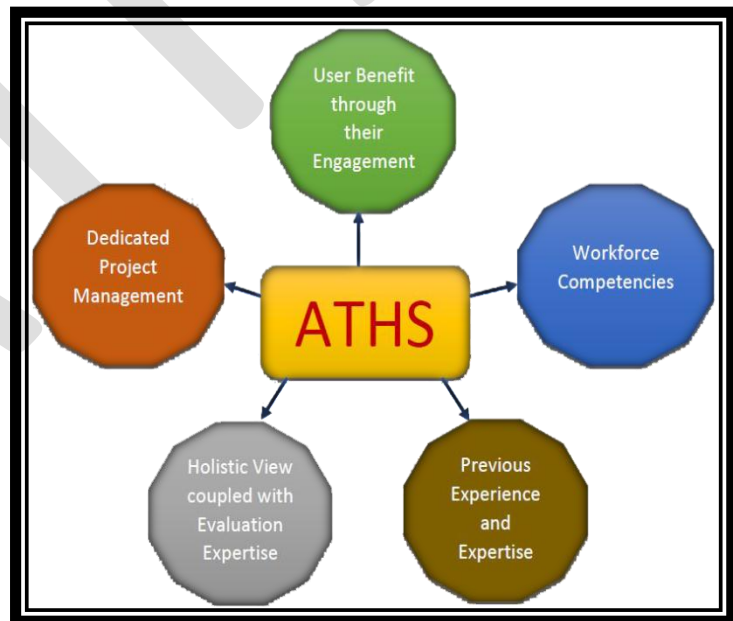 User Benefit
through
their
Engagement
Dedicated
Project
Management
Workforce
Competencies
ATHS
Holistic View
coupled with
Evaluation
Expertise
Previous
Experience
and
Expertise